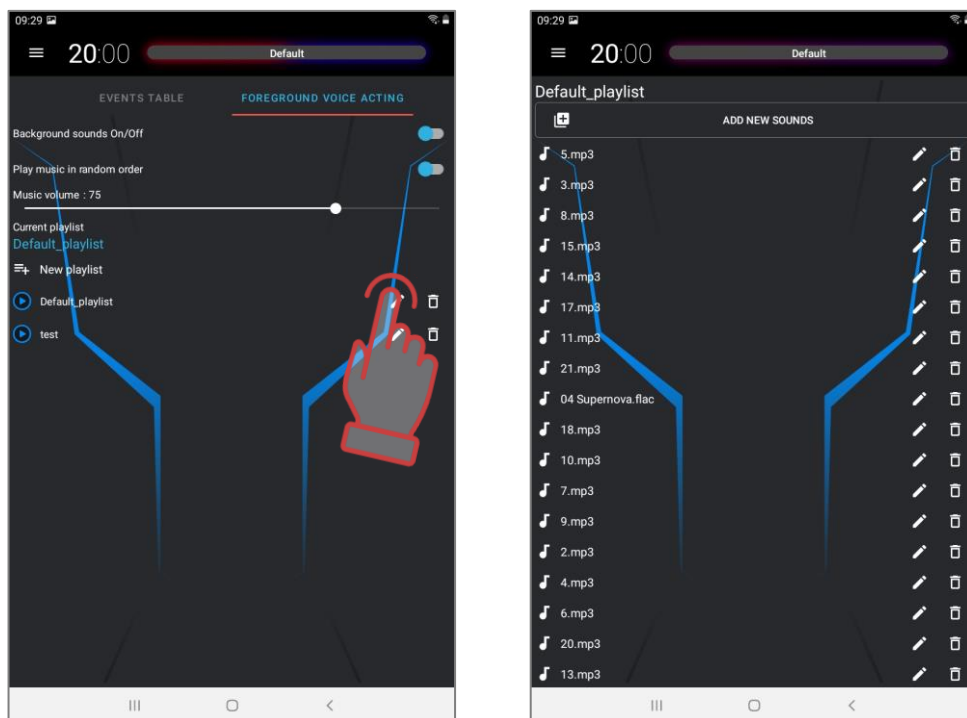 09:29
20:00
Default
EVENTS TABLE
FOREGROUND VOICE ACTING
Background sounds On/Off
Play music in random order
Music volume : 75
Current playlist
Default_playlist
New playlist
Default_playlist
test
09:29
20:00
Default
Default_playlist
ADD NEW SOUNDS
5.mp3
3.mp3
8.mp3
15.mp3
14.mp3
17.mp3
11.mp3
21.mp3
04 Supernova.flac
18.mp3
10.mp3
7.mp3
9.mp3
2.mp3
4.mp3
6.mp3
20.mp3
13.mp3